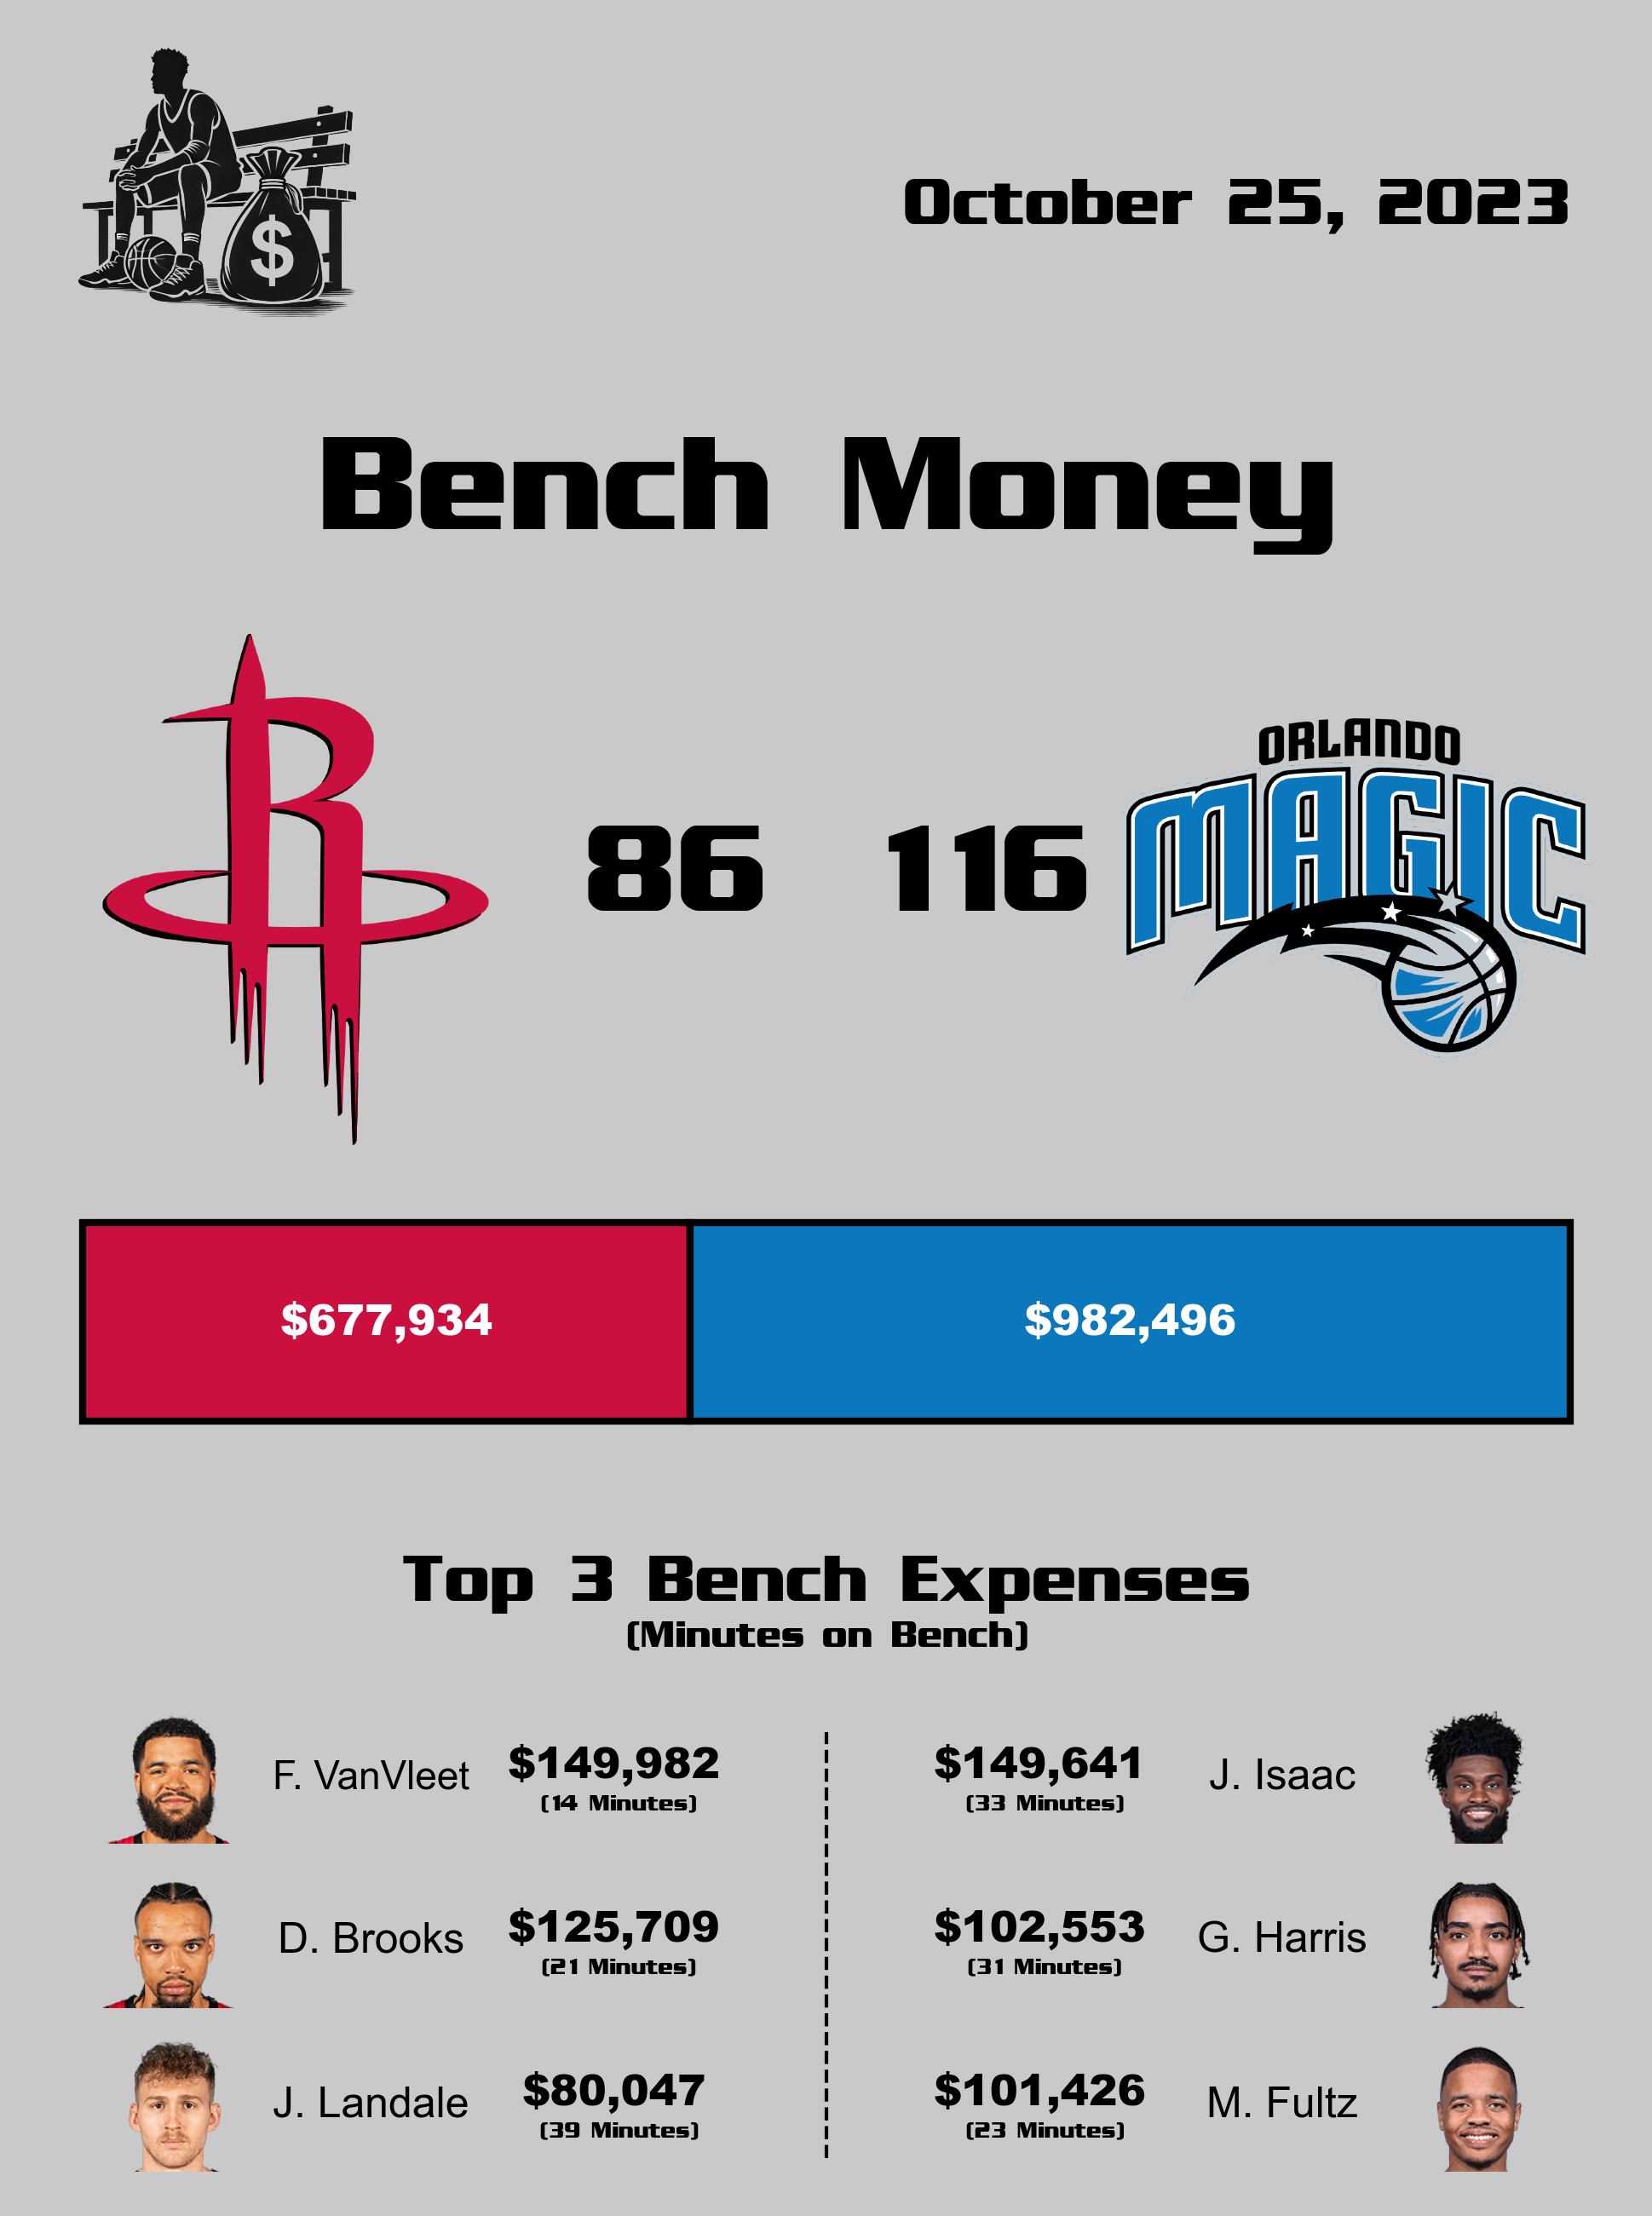 $
October 25, 2023
Bench Money
86
116
ORLANDO
MAGIC
R
$677,934
$982,496
Top 3 Bench Expenses
(Minutes on Bench)
F. VanVleet
$149,982
(14 Minutes)
$149,641
(33 Minutes)
J. Isaac
D. Brooks
$125,709
(21 Minutes)
$102,553
(31 Minutes)
G. Harris
J. Landale
$80,047
(39 Minutes)
$101,426
(23 Minutes)
M. Fultz